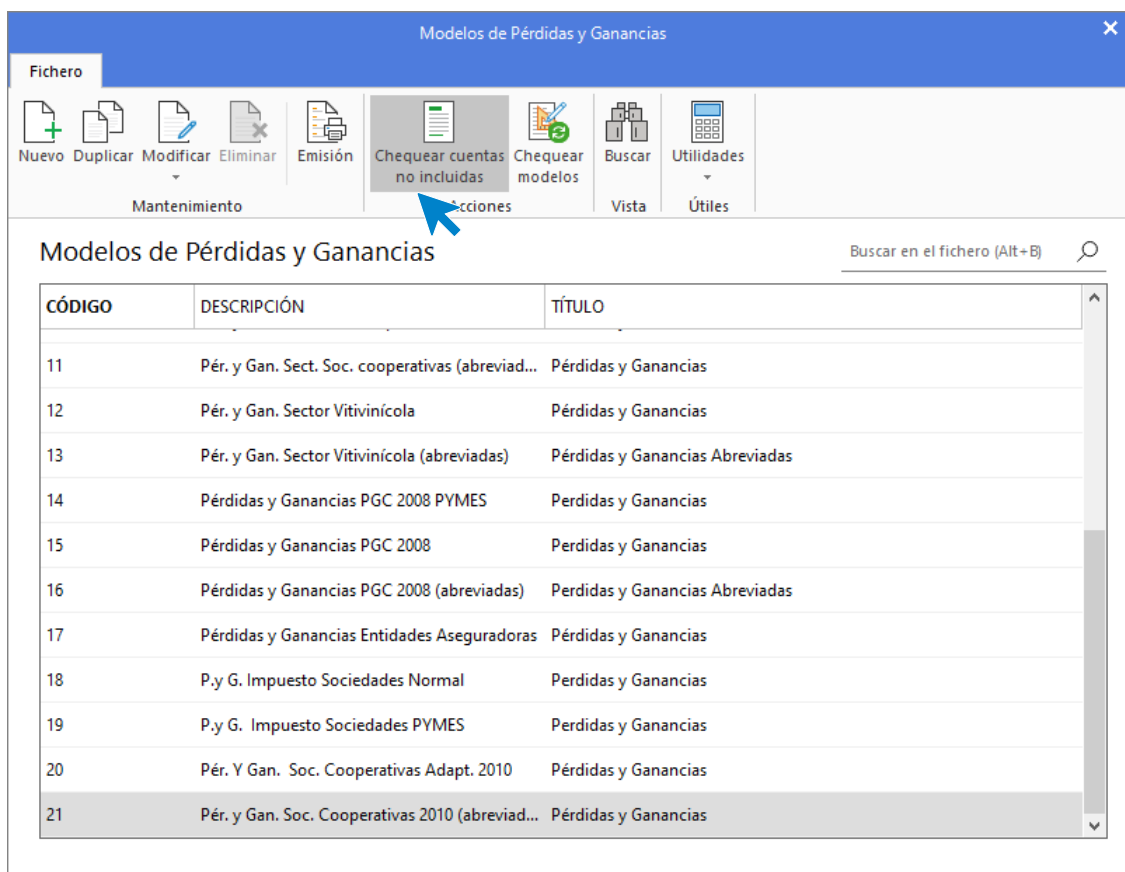 Modelos de Pérdidas y Ganancias
Fichero
Nuevo Duplicar Modificar Eliminar Emisión Chequear cuentas Chequear Buscar Utilidades
no incluidas modelos
Mantenimiento Acciones Vista Útiles
Modelos de Pérdidas y Ganancias Buscar en el fichero (Alt+B)
CÓDIGO DESCRIPCIÓN TÍTULO
11 Pér. y Gan. Sect. Soc. cooperativas (abreviad... Pérdidas y Ganancias
12 Pér. y Gan. Sector Vitivinícola Pérdidas y Ganancias
13 Pér. y Gan. Sector Vitivinícola (abreviadas) Pérdidas y Ganancias Abreviadas
14 Pérdidas y Ganancias PGC 2008 PYMES Perdidas y Ganancias
15 Pérdidas y Ganancias PGC 2008 Perdidas y Ganancias
16 Pérdidas y Ganancias PGC 2008 (abreviadas) Perdidas y Ganancias Abreviadas
17 Pérdidas y Ganancias Entidades Aseguradoras Pérdidas y Ganancias
18 P.y G. Impuesto Sociedades Normal Perdidas y Ganancias
19 P.y G. Impuesto Sociedades PYMES Perdidas y Ganancias
20 Pér. Y Gan. Soc. Cooperativas Adapt. 2010 Pérdidas y Ganancias
21 Pér. y Gan. Soc. Cooperativas 2010 (abreviad... Pérdidas y Ganancias